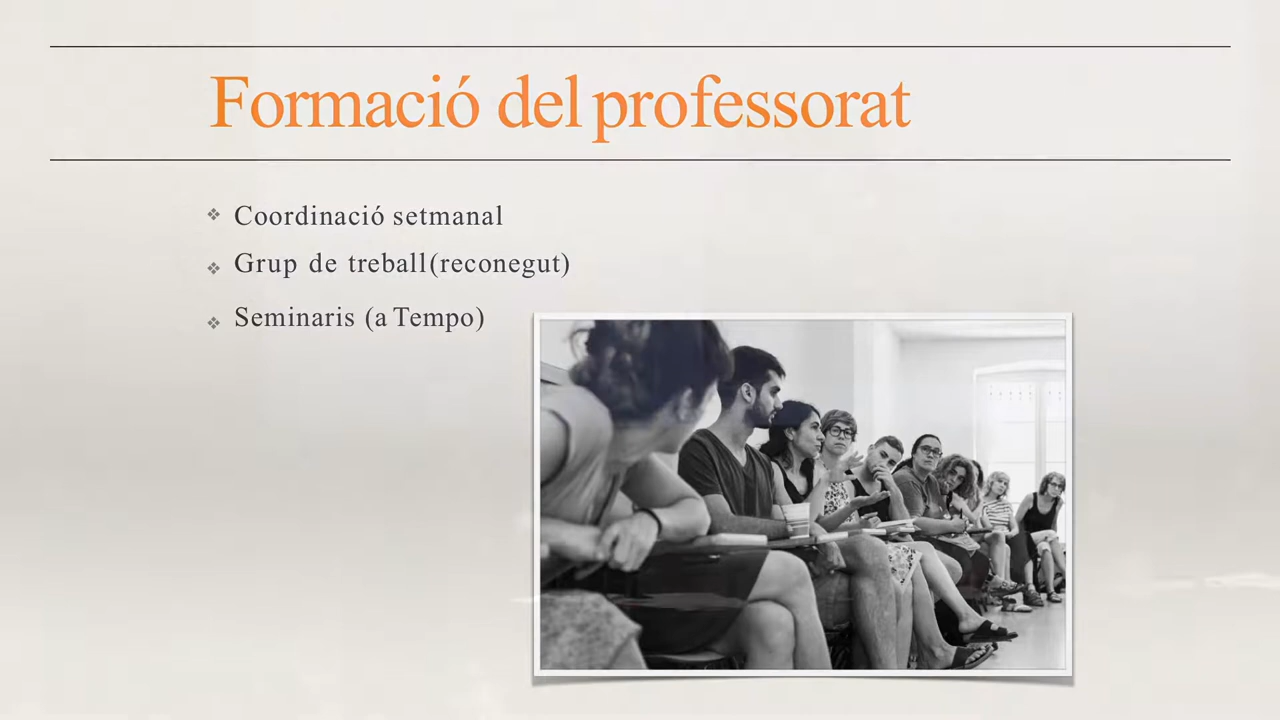 Formació del professorat
Coordinació setmanal
Grup de treball (reconegut)
Seminaris (a Tempo)